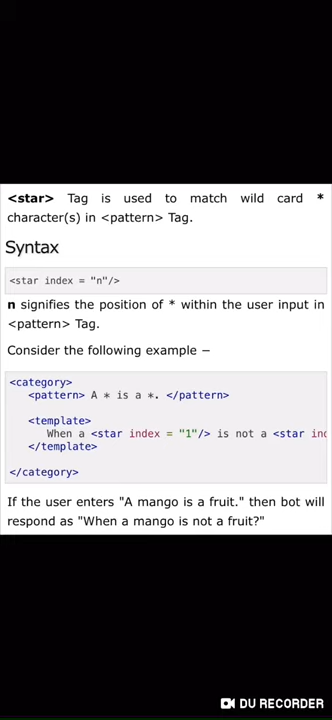 <star> Tag is used to match wild card *
character(s) in <pattern> Tag.
Syntax
<star index = "n"/>
n signifies the position of * within the user input in
<pattern> Tag.
Consider the following example −
<category>
<pattern> A * is a *. </pattern>
<template>
When a <star index = "1"/> is not a <star ind
</template>
</category>
If the user enters "A mango is a fruit." then bot will
respond as "When a mango is not a fruit?"
DU RECORDER